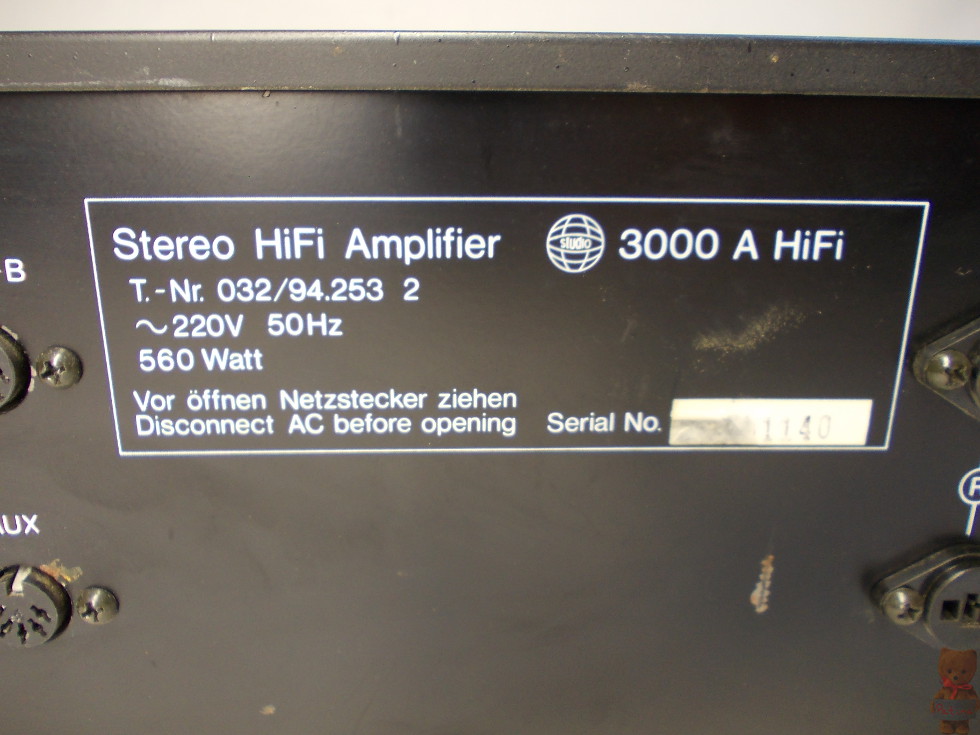 Stereo HiFi Amplifier studio 3000 A HiFi
T.-Nr. 032/94.253 2
~220V 50Hz
560 Watt
Vor öffnen Netzstecker ziehen
Disconnect AC before opening Serial No. 1140
B
AUX
R